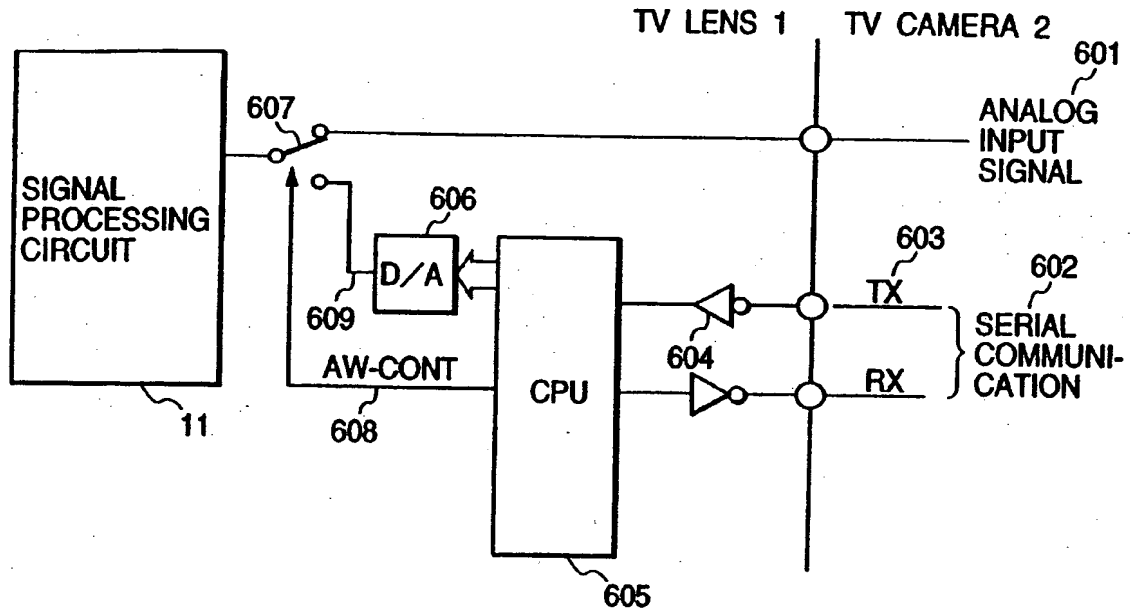 TV LENS 1
TV CAMERA 2
601
607
ANALOG
INPUT
SIGNAL
SIGNAL
PROCESSING
CIRCUIT
606
603
602
D/A
TX
SERIAL
COMMUNI-
CATION
609
604
AW-CONT
CPU
RX
11
608
605